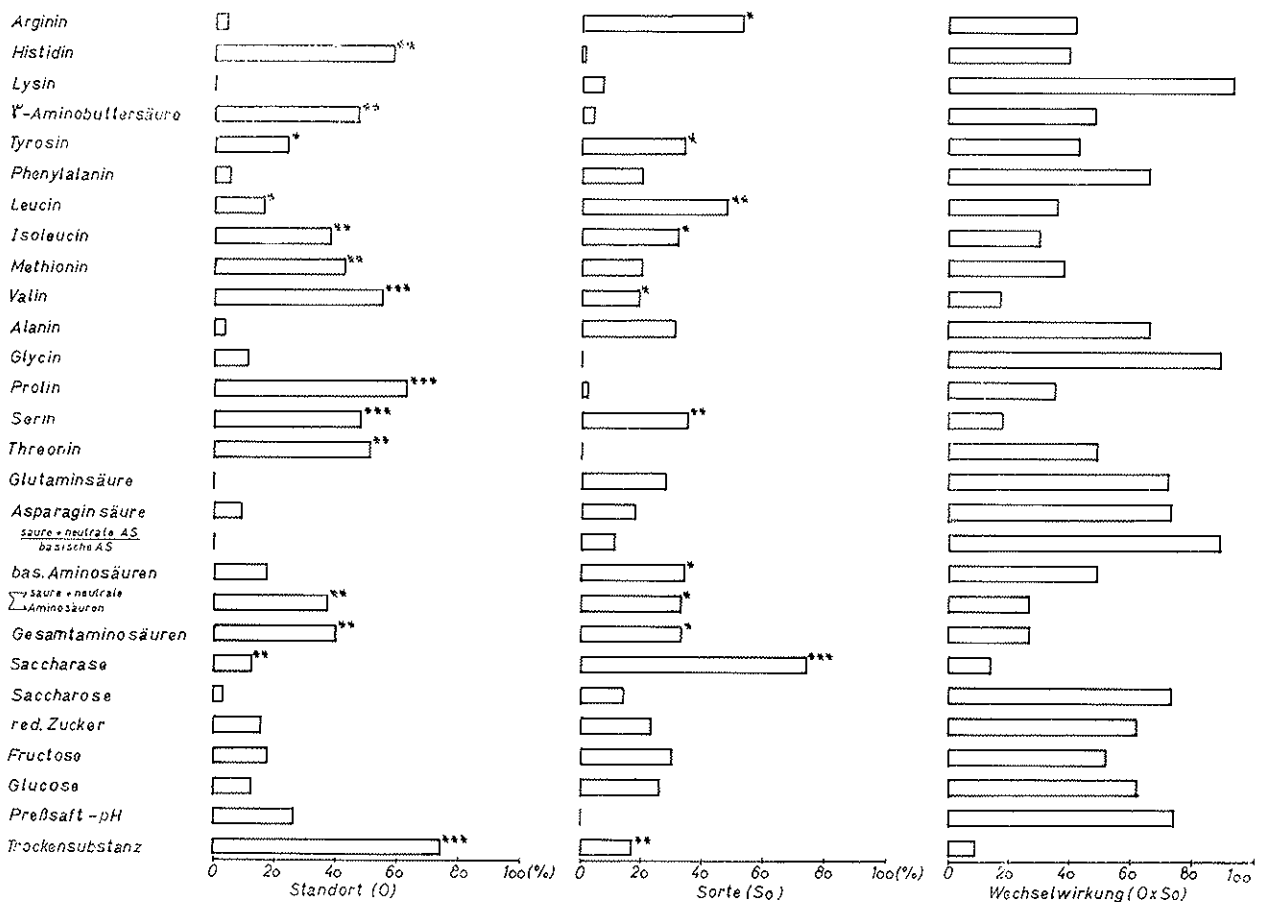 Arginin *
Histidin **
Lysin
γ-Aminobuttersäure **
Tyrosin * *
Phenylalanin
Leucin * **
Isoleucin ** *
Methionin **
Valin *** *
Alanin
Glycin
Prolin ***
Serin *** **
Threonin **
Glutaminsäure
Asparaginsäure
saure + neutrale AS
basische AS
bas. Aminosäuren *
Σ saure + neutrale Aminosäuren ** *
Gesamtaminosäuren ** *
Saccharase ** ***
Saccharose
red. Zucker
Fructose
Glucose
Preßsaft-pH
Trockensubstanz *** **
0 20 40 60 80 100(%) 0 20 40 60 80 100(%) 0 20 40 60 80 100
Standort (O) Sorte (So) Wechselwirkung (OxSo)